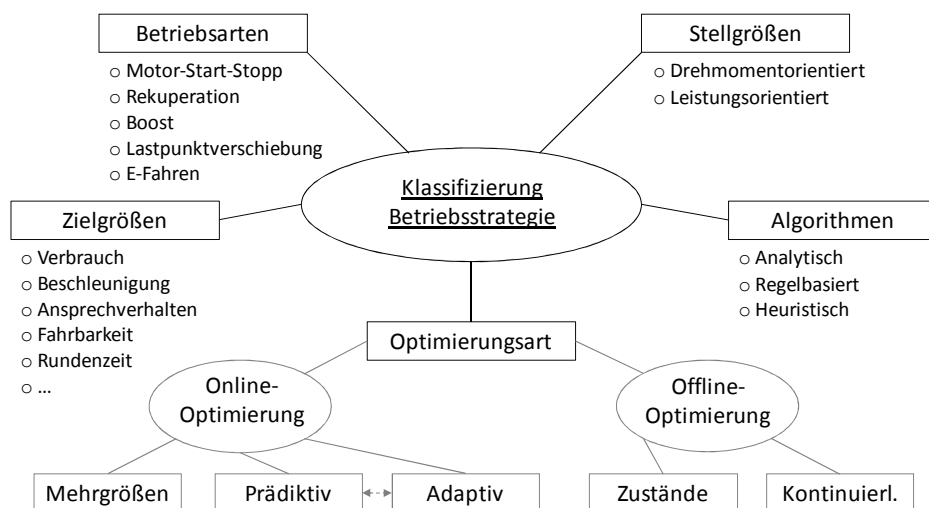 Betriebsarten
○ Motor-Start-Stopp
○ Rekuperation
○ Boost
○ Lastpunktverschiebung
○ E-Fahren
Stellgrößen
○ Drehmomentorientiert
○ Leistungsorientiert
Klassifizierung
Betriebsstrategie
Zielgrößen
○ Verbrauch
○ Beschleunigung
○ Ansprechverhalten
○ Fahrbarkeit
○ Rundenzeit
○ ...
Algorithmen
○ Analytisch
○ Regelbasiert
○ Heuristisch
Optimierungsart
Online-
Optimierung
Offline-
Optimierung
Mehrgrößen
Prädiktiv
Adaptiv
Zustände
Kontinuierl.